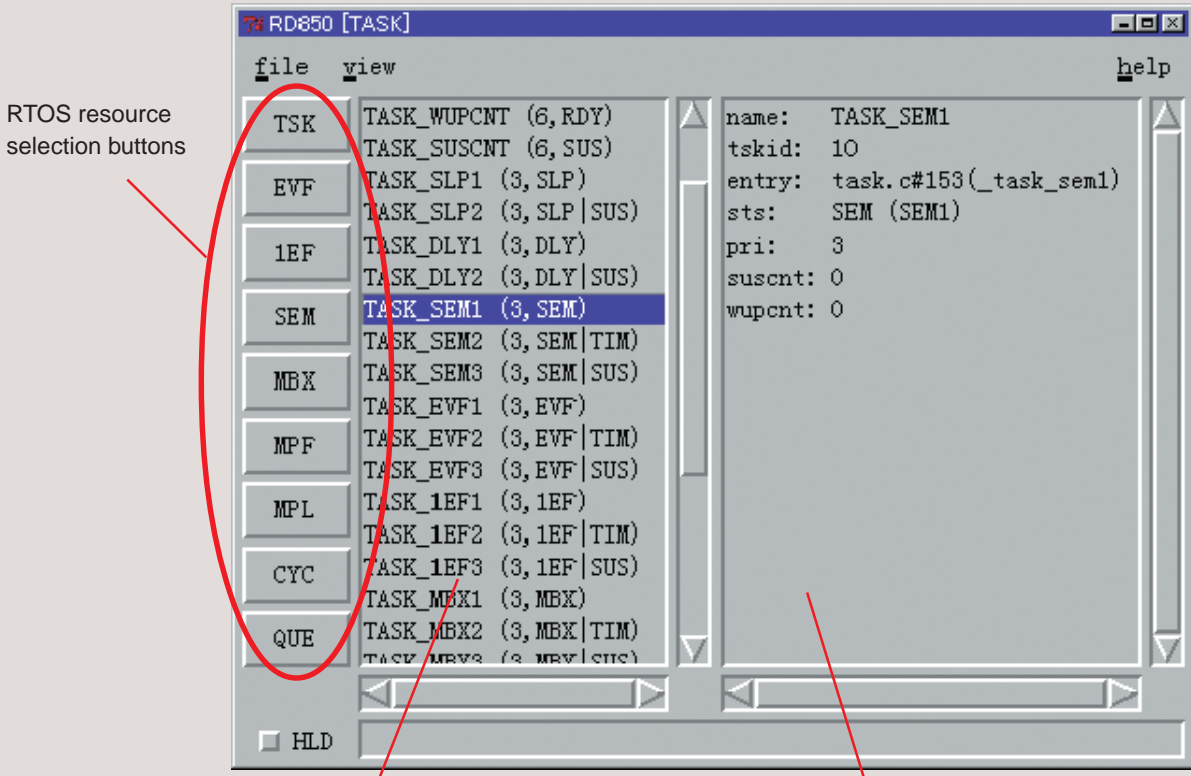 RD850 [TASK]
file view help
RTOS resource
selection buttons
TSK
EVF
1EF
SEM
MBX
MPF
MPL
CYC
QUE
TASK_WUPCNT (6,RDY)
TASK_SUSCNT (6,SUS)
TASK_SLP1 (3,SLP)
TASK_SLP2 (3,SLP|SUS)
TASK_DLY1 (3,DLY)
TASK_DLY2 (3,DLY|SUS)
TASK_SEM1 (3,SEM)
TASK_SEM2 (3,SEM|TIM)
TASK_SEM3 (3,SEM|SUS)
TASK_EVF1 (3,EVF)
TASK_EVF2 (3,EVF|TIM)
TASK_EVF3 (3,EVF|SUS)
TASK_1EF1 (3,1EF)
TASK_1EF2 (3,1EF|TIM)
TASK_1EF3 (3,1EF|SUS)
TASK_MBX1 (3,MBX)
TASK_MBX2 (3,MBX|TIM)
TASK_MBX3 (3,MBX|SUS)
name: TASK_SEM1
tskid: 10
entry: task.c#153(_task_sem1)
sts: SEM (SEM1)
pri: 3
suscnt: 0
wupcnt: 0
HLD